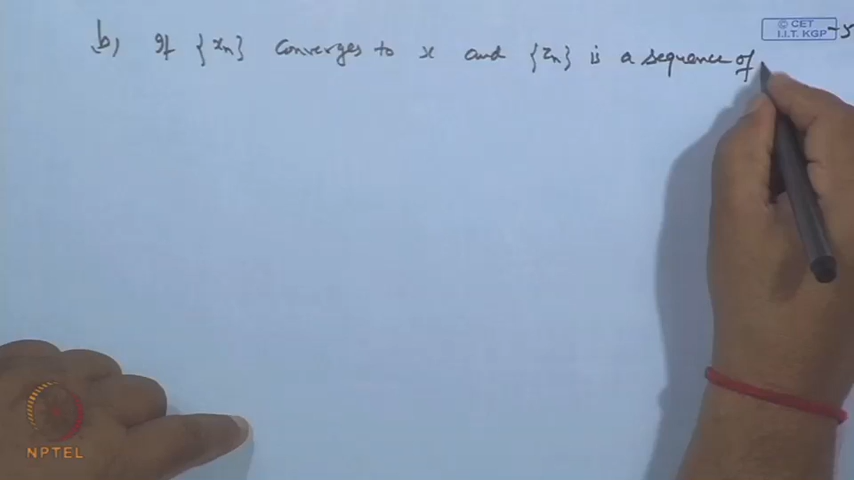 b) If {xn} Converges to x and {zn} is a sequence of
© CET
I.I.T. KGP
NPTEL